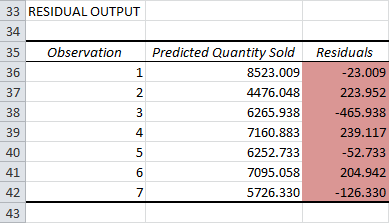 33 RESIDUAL OUTPUT
34
35 Observation Predicted Quantity Sold Residuals
36 1 8523.009 -23.009
37 2 4476.048 223.952
38 3 6265.938 -465.938
39 4 7160.883 239.117
40 5 6252.733 -52.733
41 6 7095.058 204.942
42 7 5726.330 -126.330
43